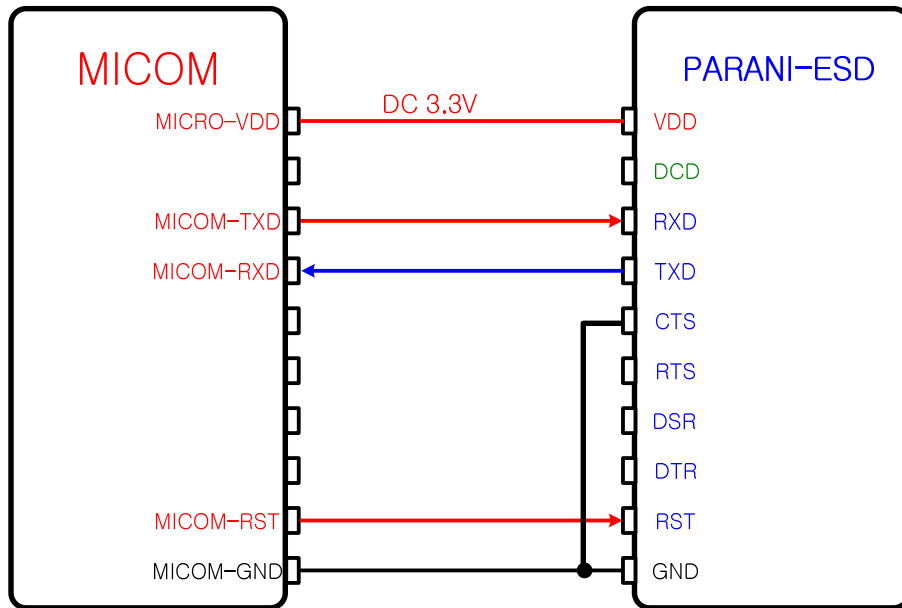 MICOM
PARANI-ESD
DC 3.3V
MICRO-VDD
VDD
DCD
MICOM-TXD
RXD
MICOM-RXD
TXD
CTS
RTS
DSR
DTR
MICOM-RST
RST
MICOM-GND
GND